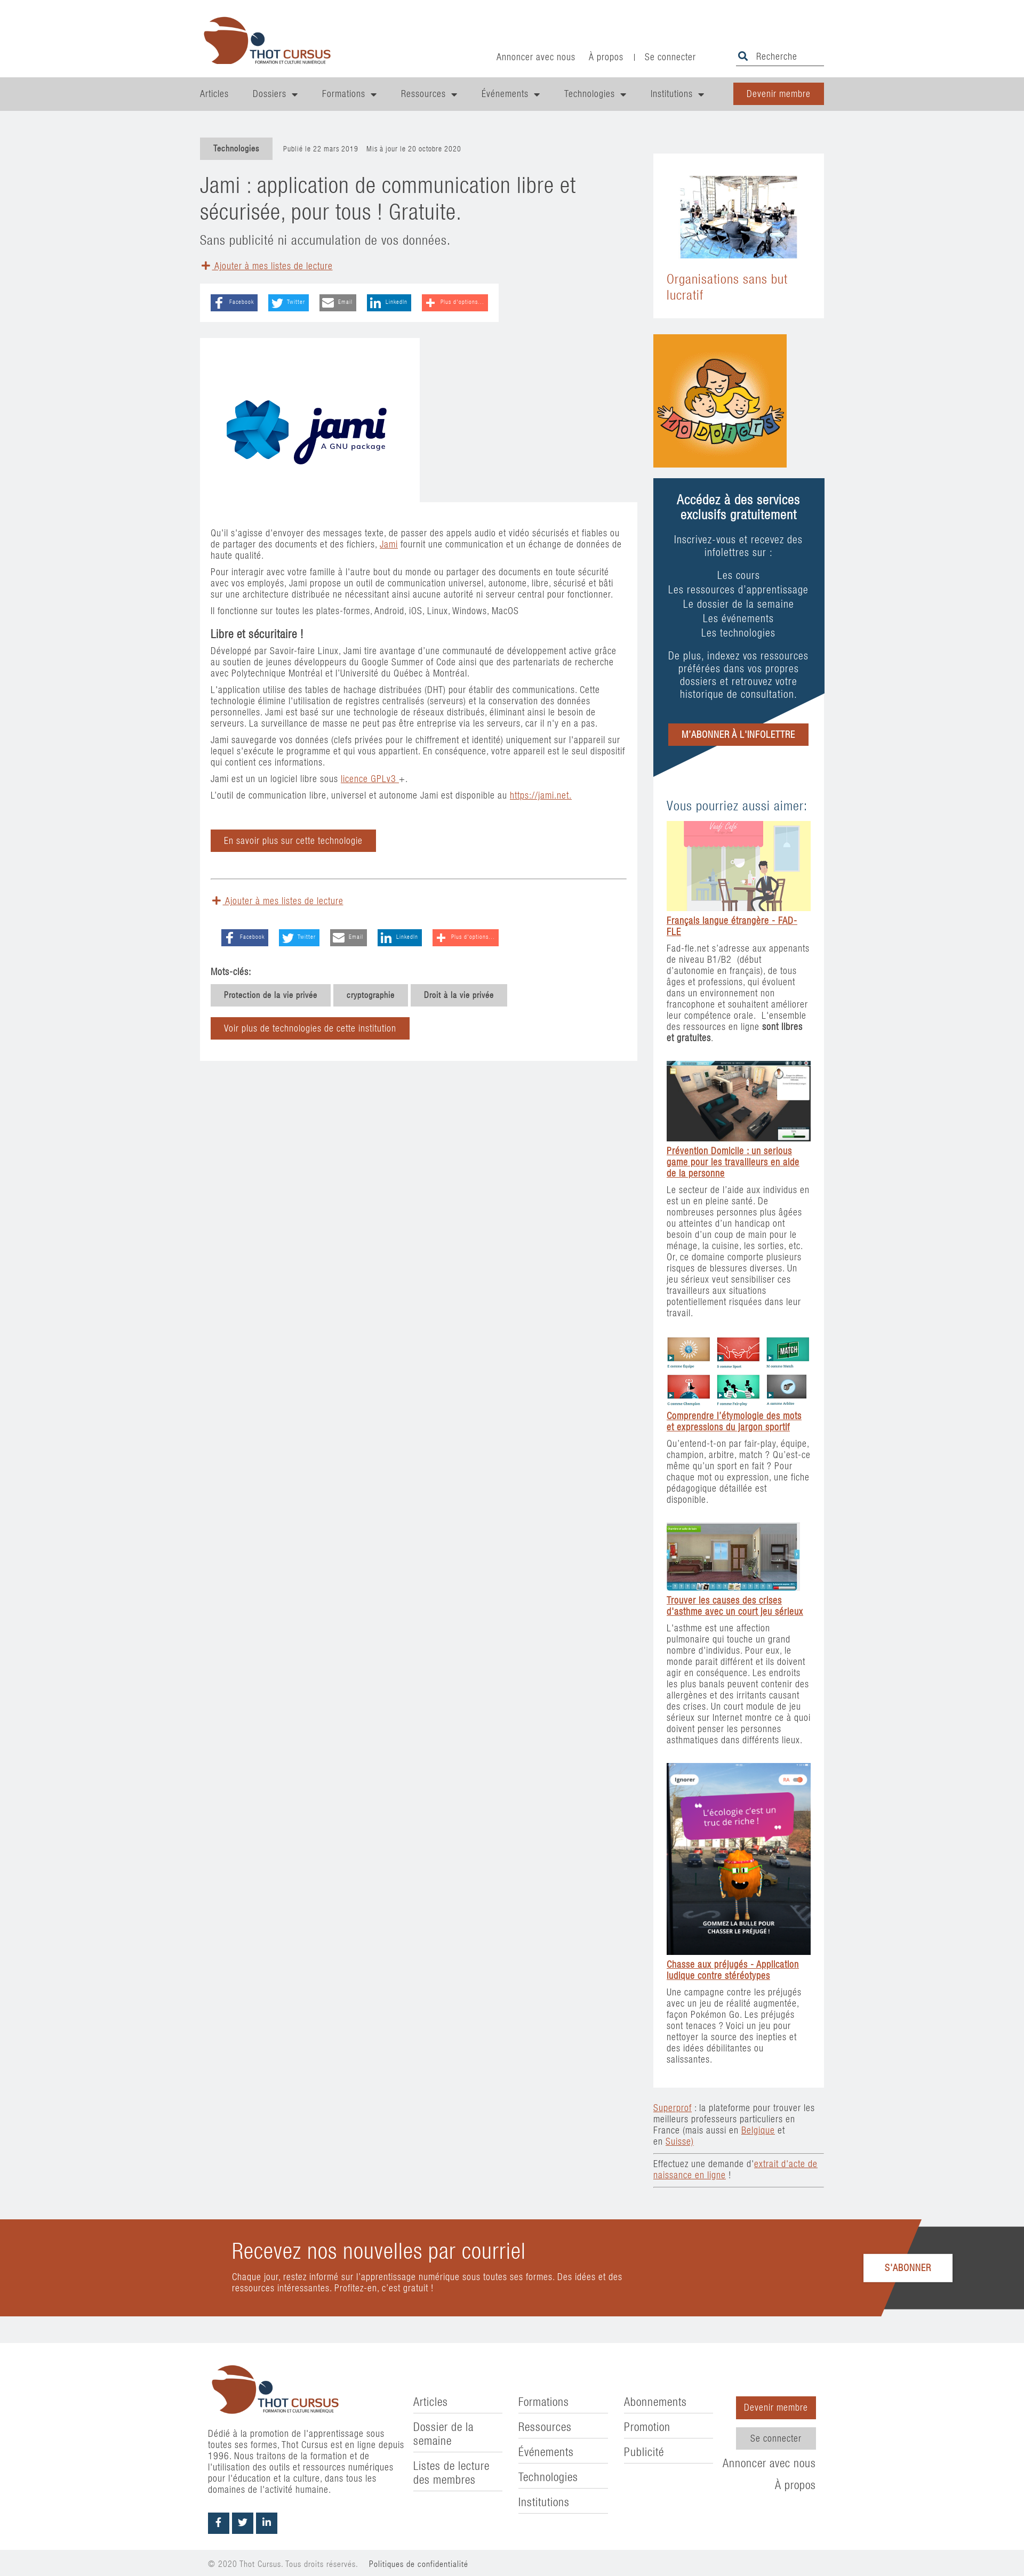 THOT CURSUS
FORMATION ET CULTURE NUMÉRIQUE
Annoncer avec nous
À propos
Se connecter
Recherche
Articles
Dossiers
Formations
Ressources
Événements
Technologies
Institutions
Devenir membre
Technologies
Publié le 22 mars 2019 Mis à jour le 20 octobre 2020
Jami : application de communication libre et
sécurisée, pour tous ! Gratuite.
Sans publicité ni accumulation de vos données.
Ajouter à mes listes de lecture
Facebook
Twitter
Email
LinkedIn
Plus d'options...
jami
A GNU package
Qu'il s'agisse d'envoyer des messages texte, de passer des appels audio et vidéo sécurisés et fiables ou
de partager des documents et des fichiers, Jami fournit une communication et un échange de données de
haute qualité.
Pour interagir avec votre famille à l'autre bout du monde ou partager des documents en toute sécurité
avec vos employés, Jami propose un outil de communication universel, autonome, libre, sécurisé et bâti
sur une architecture distribuée ne nécessitant ainsi aucune autorité ni serveur central pour fonctionner.
Il fonctionne sur toutes les plates-formes, Android, iOS, Linux, Windows, MacOS
Libre et sécuritaire !
Développé par Savoir-faire Linux, Jami tire avantage d'une communauté de développement active grâce
au soutien de jeunes développeurs du Google Summer of Code ainsi que des partenariats de recherche
avec Polytechnique Montréal et l'Université du Québec à Montréal.
L'application utilise des tables de hachage distribuées (DHT) pour établir des communications. Cette
technologie élimine l'utilisation de registres centralisés (serveurs) et la conservation des données
personnelles. Jami est basé sur une technologie de réseaux distribués, éliminant ainsi le besoin de
serveurs. La surveillance de masse ne peut pas être entreprise via les serveurs, car il n'y en a pas.
Jami sauvegarde vos données (clefs privées pour le chiffrement et identité) uniquement sur l'appareil sur
lequel s'exécute le programme et qui vous appartient. En conséquence, votre appareil est le seul dispositif
qui contient ces informations.
Jami est un un logiciel libre sous licence GPLv3 +.
L'outil de communication libre, universel et autonome Jami est disponible au https://jami.net.
En savoir plus sur cette technologie
Ajouter à mes listes de lecture
Facebook
Twitter
Email
LinkedIn
Plus d'options...
Mots-clés:
Protection de la vie privée
cryptographie
Droit à la vie privée
Voir plus de technologies de cette institution
Organisations sans but
lucratif
Accédez à des services
exclusifs gratuitement
Inscrivez-vous et recevez des
infolettres sur :
Les cours
Les ressources d'apprentissage
Le dossier de la semaine
Les événements
Les technologies
De plus, indexez vos ressources
préférées dans vos propres
dossiers et retrouvez votre
historique de consultation.
M'ABONNER À L'INFOLETTRE
Vous pourriez aussi aimer:
Français langue étrangère - FAD-
FLE
Fad-fle.net s'adresse aux appenants
de niveau B1/B2 (début
d'autonomie en français), de tous
âges et professions, qui évoluent
dans un environnement non
francophone et souhaitent améliorer
leur compétence orale. L'ensemble
des ressources en ligne sont libres
et gratuites.
Prévention Domicile : un serious
game pour les travailleurs en aide
de la personne
Le secteur de l'aide aux individus en
est un en pleine santé. De
nombreuses personnes plus âgées
ou atteintes d'un handicap ont
besoin d'un coup de main pour le
ménage, la cuisine, les sorties, etc.
Or, ce domaine comporte plusieurs
risques de blessures diverses. Un
jeu sérieux veut sensibiliser ces
travailleurs aux situations
potentiellement risquées dans leur
travail.
MATCH
Comprendre l'étymologie des mots
et expressions du jargon sportif
Qu'entend-t-on par fair-play, équipe,
champion, arbitre, match ? Qu'est-ce
même qu'un sport en fait ? Pour
chaque mot ou expression, une fiche
pédagogique détaillée est
disponible.
Trouver les causes des crises
d'asthme avec un court jeu sérieux
L'asthme est une affection
pulmonaire qui touche un grand
nombre d'individus. Pour eux, le
monde parait différent et ils doivent
agir en conséquence. Les endroits
les plus banals peuvent contenir des
allergènes et des irritants causant
des crises. Un court module de jeu
sérieux sur Internet montre ce à quoi
doivent penser les personnes
asthmatiques dans différents lieux.
Ignorer
RA
L'écologie c'est un
truc de riche !
GOMMEZ LA BULLE POUR
CHASSER LE PRÉJUGÉ !
Chasse aux préjugés - Application
ludique contre stéréotypes
Une campagne contre les préjugés
avec un jeu de réalité augmentée,
façon Pokémon Go. Les préjugés
sont tenaces ? Voici un jeu pour
nettoyer la source des inepties et
des idées débilitantes ou
salissantes.
Superprof : la plateforme pour trouver les
meilleurs professeurs particuliers en
France (mais aussi en Belgique et
en Suisse)
Effectuez une demande d'extrait d'acte de
naissance en ligne !
Recevez nos nouvelles par courriel
Chaque jour, restez informé sur l'apprentissage numérique sous toutes ses formes. Des idées et des
ressources intéressantes. Profitez-en, c'est gratuit !
S'ABONNER
THOT CURSUS
FORMATION ET CULTURE NUMÉRIQUE
Dédié à la promotion de l'apprentissage sous
toutes ses formes, Thot Cursus est en ligne depuis
1996. Nous traitons de la formation et de
l'utilisation des outils et ressources numériques
pour l'éducation et la culture, dans tous les
domaines de l'activité humaine.
Articles
Dossier de la
semaine
Listes de lecture
des membres
Formations
Ressources
Événements
Technologies
Institutions
Abonnements
Promotion
Publicité
Devenir membre
Se connecter
Annoncer avec nous
À propos
© 2020 Thot Cursus. Tous droits réservés.
Politiques de confidentialité